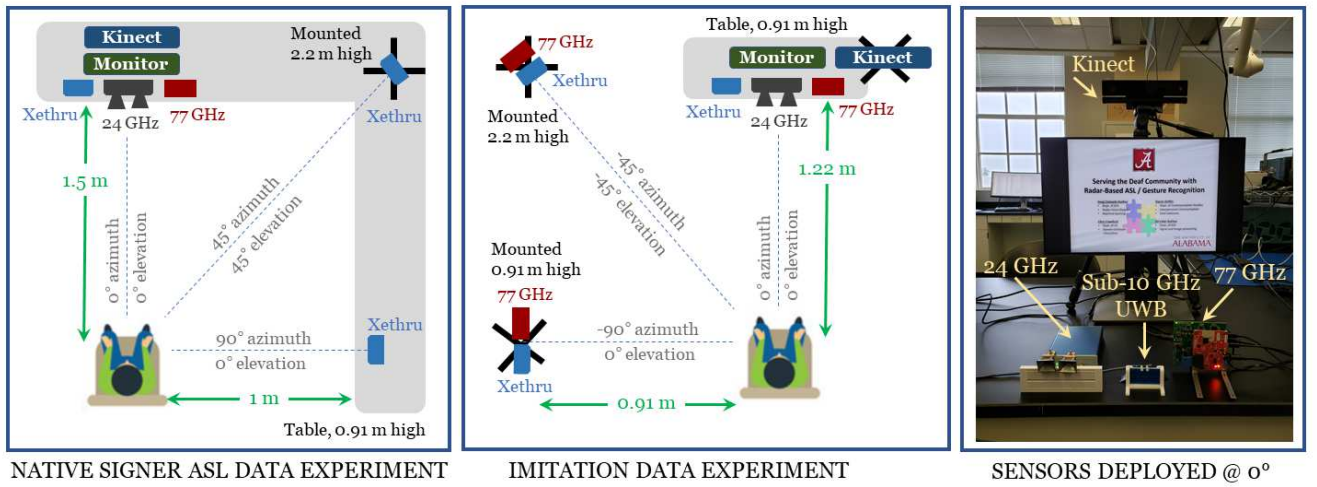 Kinect
Monitor
Xethru
24 GHz
77 GHz
Mounted
2.2 m high
Xethru
1.5 m
0° azimuth
0° elevation
45° azimuth
45° elevation
90° azimuth
0° elevation
Xethru
1 m
Table, 0.91 m high
NATIVE SIGNER ASL DATA EXPERIMENT
77 GHz
Xethru
Mounted
2.2 m high
Table, 0.91 m high
Monitor
Kinect
Xethru
24 GHz
77 GHz
-45° azimuth
-45° elevation
1.22 m
0° azimuth
0° elevation
Mounted
0.91 m high
77 GHz
Xethru
-90° azimuth
0° elevation
0.91 m
IMITATION DATA EXPERIMENT
Kinect
A
Serving the Deaf Community with
Radar-Based ASL / Gesture Recognition
ALABAMA
24 GHz
Sub-10 GHz
UWB
77 GHz
SENSORS DEPLOYED @ 0°